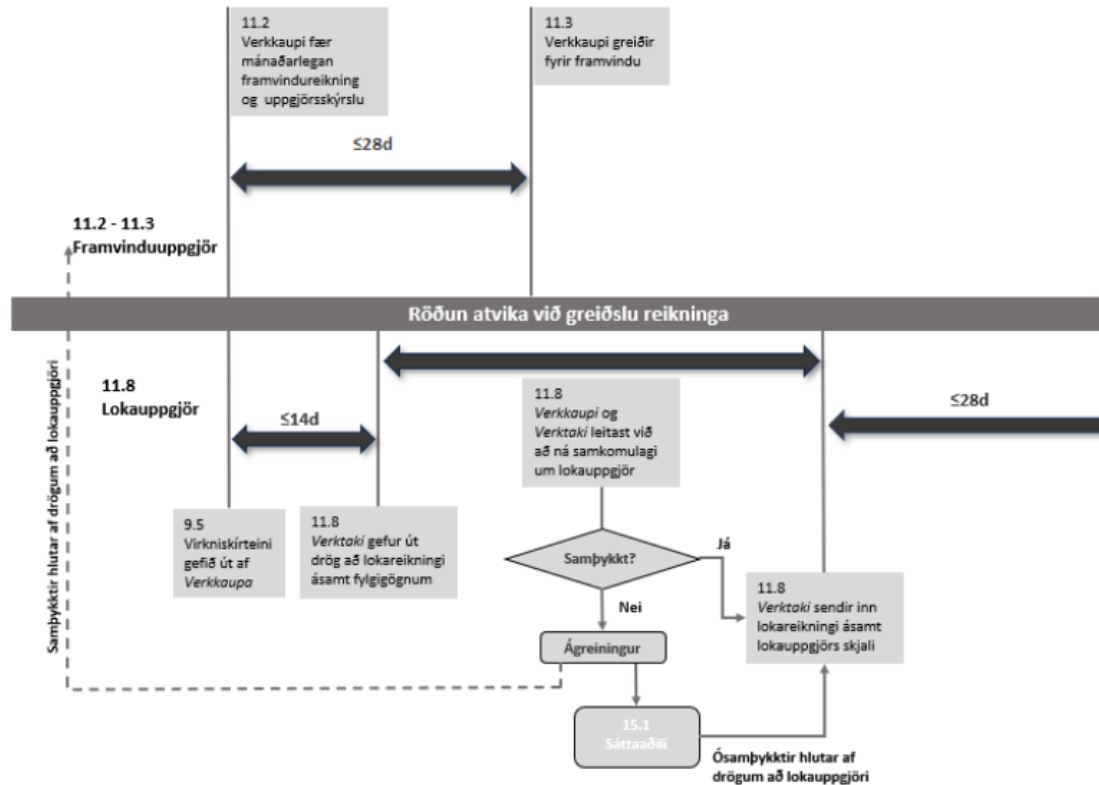 11.2
Verkkaupi fær
mánaðarlegan
framvindureikning
og uppgjörsskýrslu
11.3
Verkkaupi greiðir
fyrir framvindu
≤28d
11.2 - 11.3
Framvinduuppgjör
Röðun atvika við greiðslu reikninga
11.8
Lokauppgjör
≤14d
11.8
Verkkaupi og
Verktaki leitast við
að ná samkomulagi
um lokauppgjör
≤28d
9.5
Virkniskírteini
gefið út af
Verkkaupa
11.8
Verktaki gefur út
drög að lokareikningi
ásamt fylgigögnum
Samþykkt?
Já
Nei
11.8
Verktaki sendir inn
lokareikningi ásamt
lokauppgjörs skjali
Ágreiningur
15.1
Sáttaaðili
Ósamþykktir hlutar af
drögum að lokauppgjöri
Samþykktir hlutar af drögum að lokauppgjöri